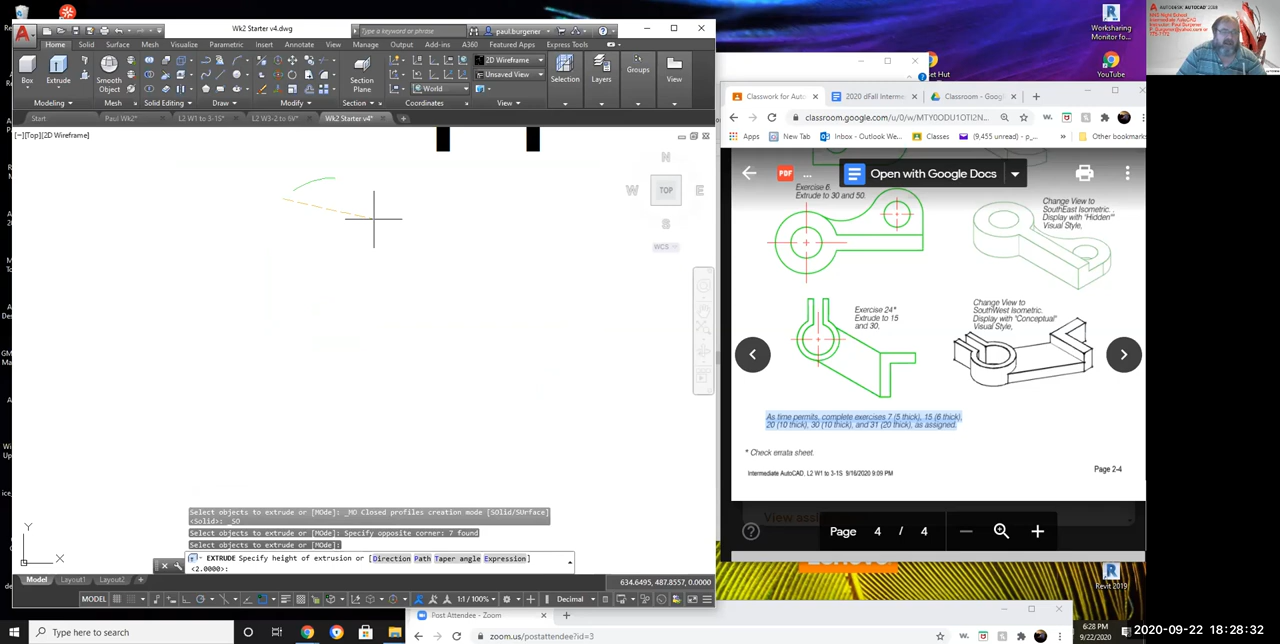 Wk2 Starter v4.dwg
Type a keyword or phrase
paul.burgener
Home Solid Surface Mesh Visualize Parametric Insert Annotate View Manage Output Add-ins A360 Featured Apps Express Tools
Box
Extrude
Smooth
Object
Section
Plane
2D Wireframe
Unsaved View
World
Selection
Layers
Groups
View
Modeling
Mesh
Solid Editing
Draw
Modify
Section
Coordinates
View
Start
Paul Wk2*
L2 W1 to 3-1S*
L2 W3-2 to tiV*
Wk2 Starter v4*
[−][Top][2D Wireframe]
N
W
TOP
E
S
WCS
Y
X
Select objects to extrude or [MOde]: _MO Closed profiles creation mode [SOlid/SUrface]
<Solid>: _SO
Select objects to extrude or [MOde]: Specify opposite corner: 7 found
Select objects to extrude or [MOde]:
EXTRUDE Specify height of extrusion or [Direction Path Taper angle Expression]
<2.0000>:
Model Layout1 Layout2 +
634.6495, 487.8557, 0.0000
MODEL
1:1 / 100%
Decimal
Type here to search
Worksharing
Monitor fo...
YouTube
Classwork for Auto
2020 dFall Interme
Classroom - Googl
classroom.google.com/u/0/w/MTY0ODU1OTI2N...
Apps
New Tab
Inbox - Outlook We...
Classes
(9,455 unread) - p_...
Other bookmarks
PDF
...
Open with Google Docs
Exercise 6.
Extrude to 30 and 50.
Change View to
SouthEast Isometric.
Display with "Hidden"
Visual Style,
Exercise 24*
Extrude to 15
and 30.
Change View to
SouthWest Isometric.
Display with "Conceptual"
Visual Style,
As time permits, complete exercises 7 (5 thick), 15 (6 thick),
20 (10 thick), 30 (10 thick), and 31 (20 thick), as assigned.
* Check errata sheet.
Intermediate AutoCAD, L2 W1 to 3-1S 9/16/2020 9:09 PM
Page 2-4
Page 4 / 4
Revit 2019
Post Attendee - Zoom
zoom.us/postattendee?id=3
6:28 PM
9/22/2020
2020-09-22 18:28:32